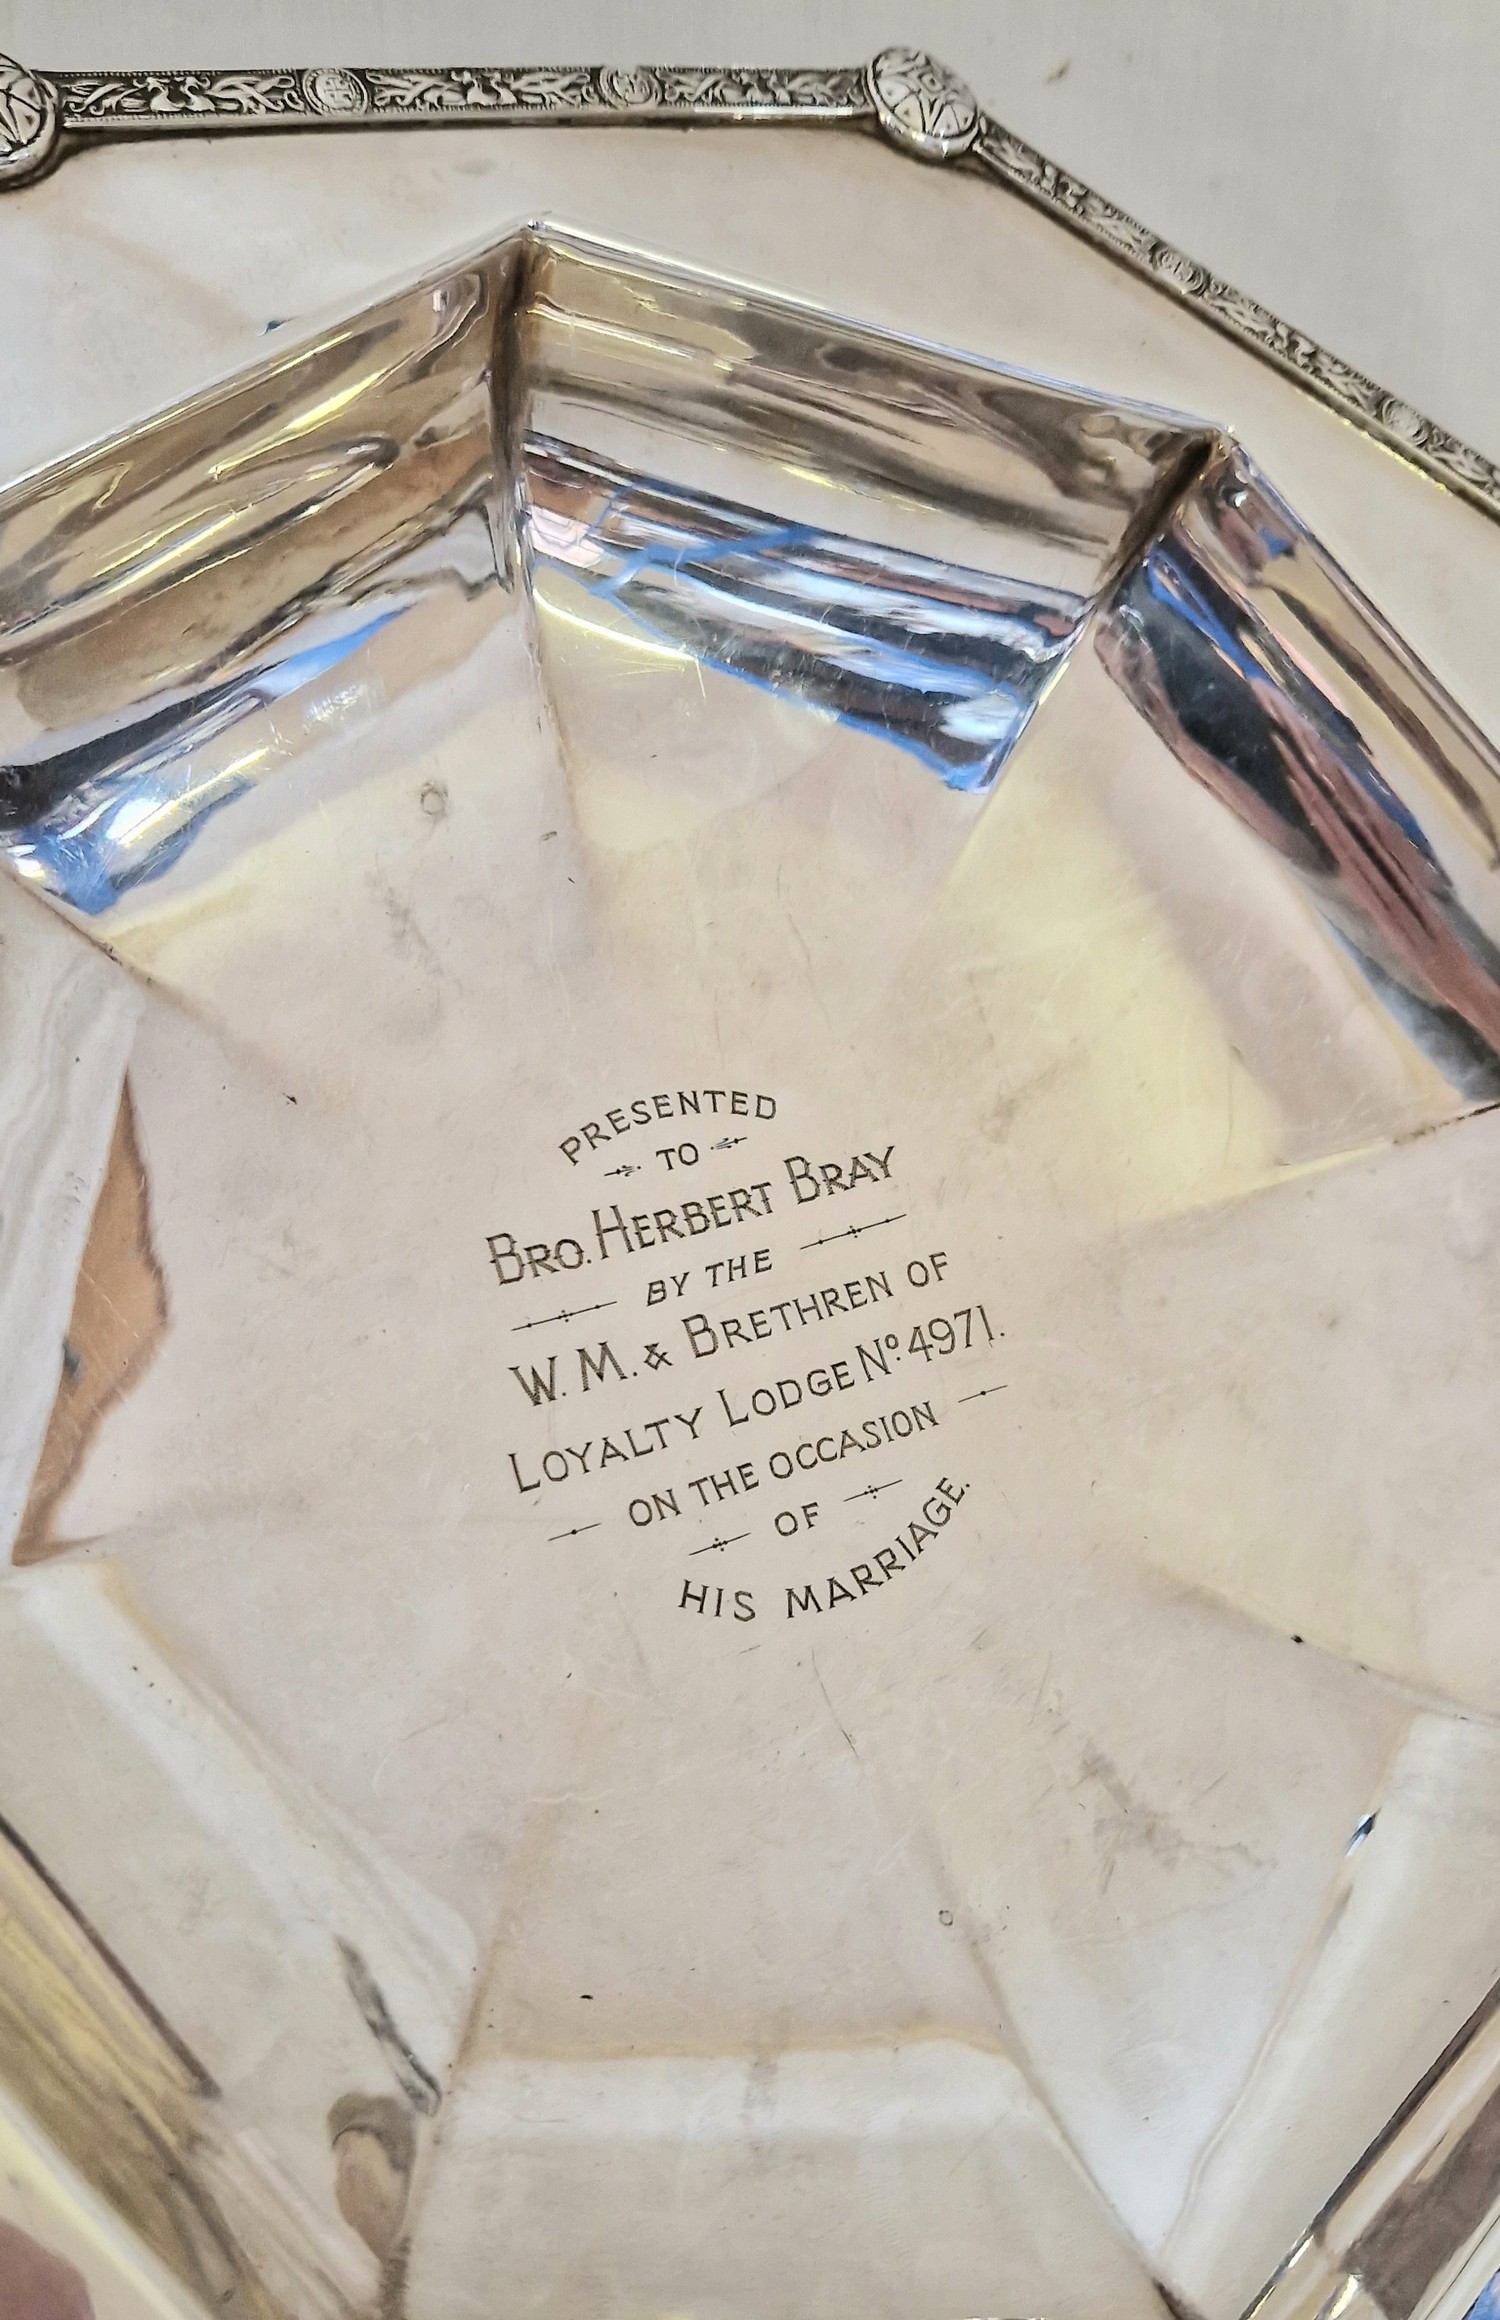 PRESENTED
TO
BRO. HERBERT BRAY
BY THE
W. M. & BRETHREN OF
LOYALTY LODGE Nº. 4971.
ON THE OCCASION
OF
HIS MARRIAGE.